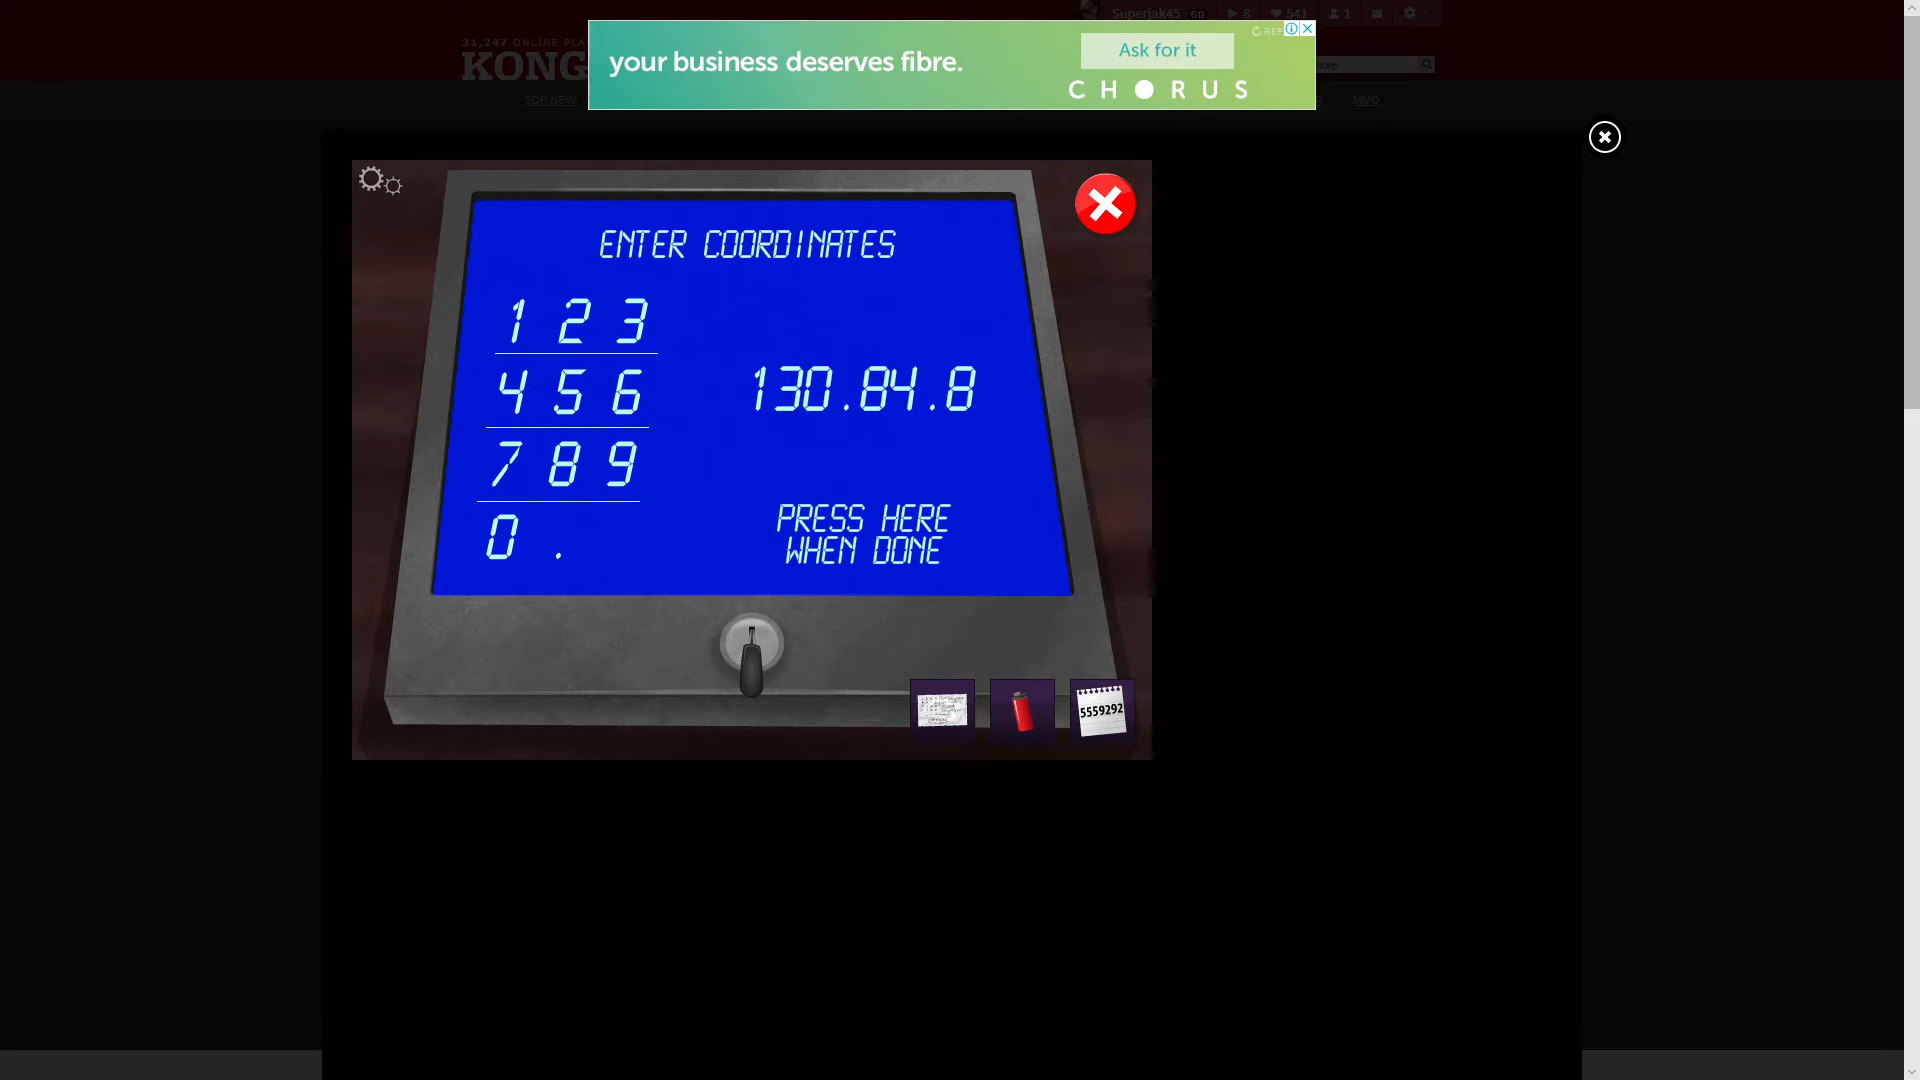 Superjak45 60 8 541 1
31,247 ONLINE PLA
KONG
REP
your business deserves fibre.
Ask for it
CHORUS
TOP NEW
MMO
ENTER COORDINATES
1 2 3
4 5 6
130.84.8
7 8 9
0 .
PRESS HERE
WHEN DONE
5559292